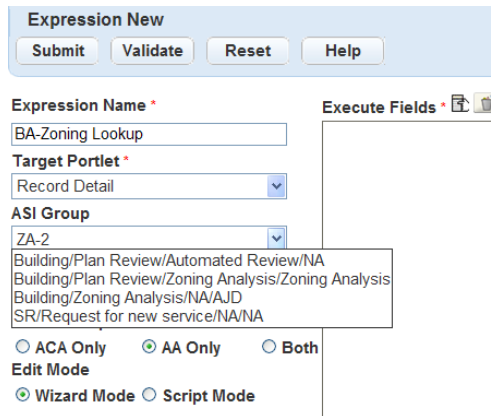 Expression New
Submit Validate Reset Help
Expression Name *
Execute Fields *
BA-Zoning Lookup
Target Portlet *
Record Detail
ASI Group
ZA-2
Building/Plan Review/Automated Review/NA
Building/Plan Review/Zoning Analysis/Zoning Analysis
Building/Zoning Analysis/NA/AJD
SR/Request for new service/NA/NA
ACA Only AA Only Both
Edit Mode
Wizard Mode Script Mode